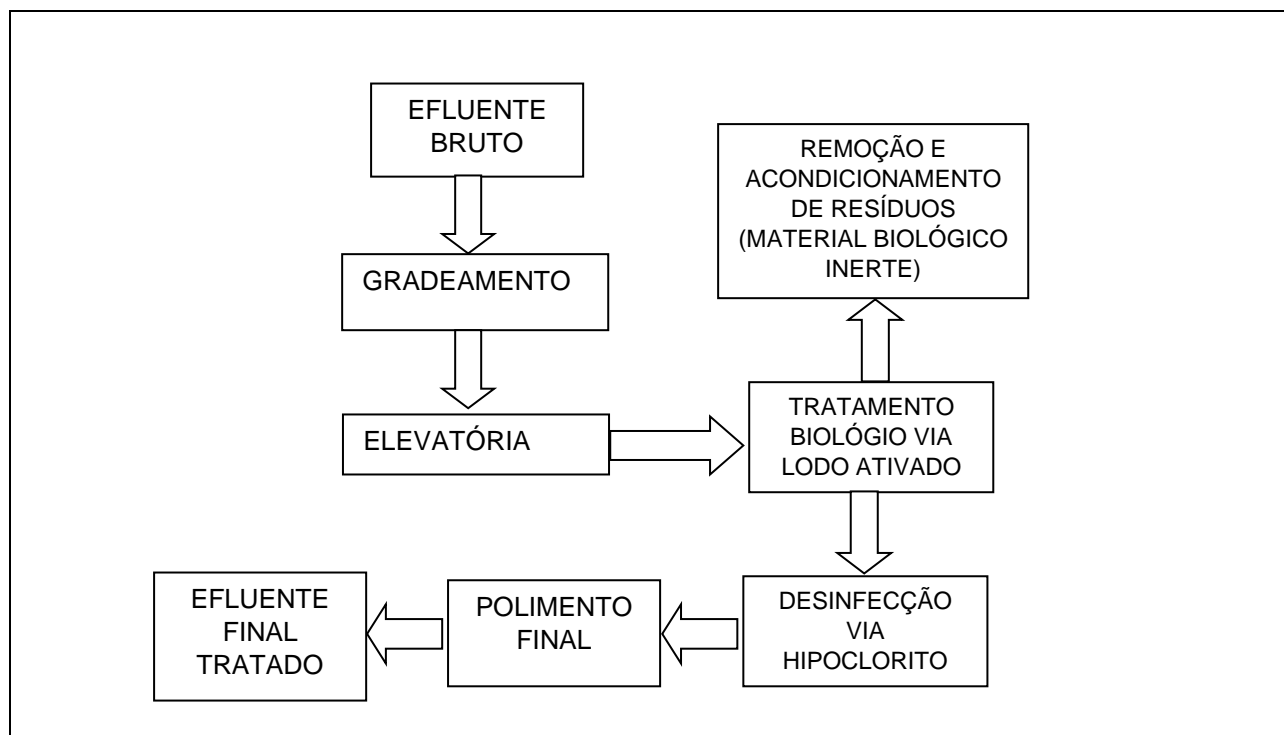 EFLUENTE
BRUTO
GRADEAMENTO
ELEVATÓRIA
REMOÇÃO E
ACONDICIONAMENTO
DE RESÍDUOS
(MATERIAL BIOLÓGICO
INERTE)
TRATAMENTO
BIOLÓGIO VIA
LODO ATIVADO
DESINFECÇÃO
VIA
HIPOCLORITO
POLIMENTO
FINAL
EFLUENTE
FINAL
TRATADO